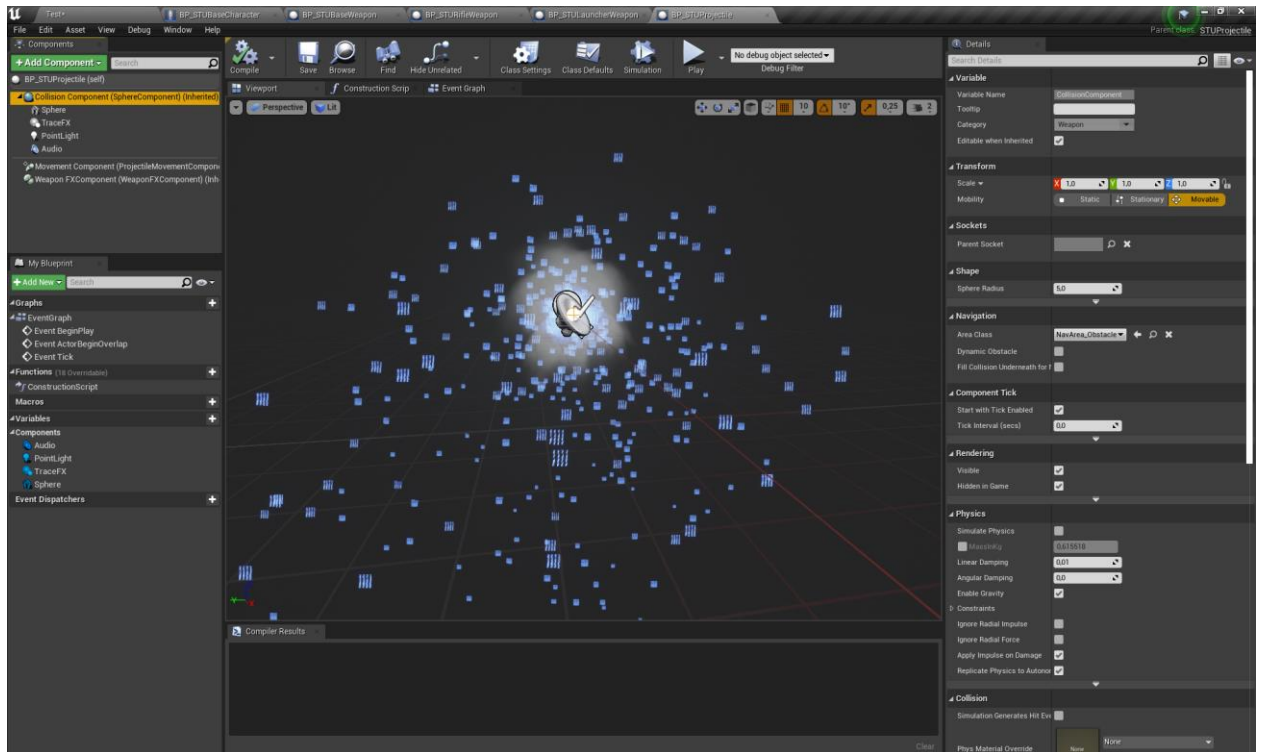 Test*
BP_STUBaseCharacter
BP_STUBaseWeapon
BP_STURifleWeapon
BP_STULauncherWeapon
BP_STUProjectile
File Edit Asset View Debug Window Help
Parent class: STUProjectile
Components
+Add Component
Search
BP_STUProjectile (self)
Collision Component (SphereComponent) (Inherited)
Sphere
TraceFX
PointLight
Audio
Movement Component (ProjectileMovementCompon
Weapon FXComponent (WeaponFXComponent) (Inh
My Blueprint
+Add New
Search
Graphs
EventGraph
Event BeginPlay
Event ActorBeginOverlap
Event Tick
Functions (18 Overridable)
ConstructionScript
Macros
Variables
Components
Audio
PointLight
TraceFX
Sphere
Event Dispatchers
Compile
Save
Browse
Find
Hide Unrelated
Class Settings
Class Defaults
Simulation
Play
No debug object selected
Debug Filter
Viewport
Construction Scrip
Event Graph
Perspective
Lit
10
10°
0,25
2
Compiler Results
Clear
Details
Search Details
Variable
Variable Name CollisionComponent
Tooltip
Category Weapon
Editable when Inherited
Transform
Scale X 1,0 Y 1,0 Z 1,0
Mobility Static Stationary Movable
Sockets
Parent Socket
Shape
Sphere Radius 5,0
Navigation
Area Class NavArea_Obstacle
Dynamic Obstacle
Fill Collision Underneath for N
Component Tick
Start with Tick Enabled
Tick Interval (secs) 0,0
Rendering
Visible
Hidden in Game
Physics
Simulate Physics
MassInKg 0,615518
Linear Damping 0,01
Angular Damping 0,0
Enable Gravity
Constraints
Ignore Radial Impulse
Ignore Radial Force
Apply Impulse on Damage
Replicate Physics to Autonor
Collision
Simulation Generates Hit Eve
Phys Material Override None
None